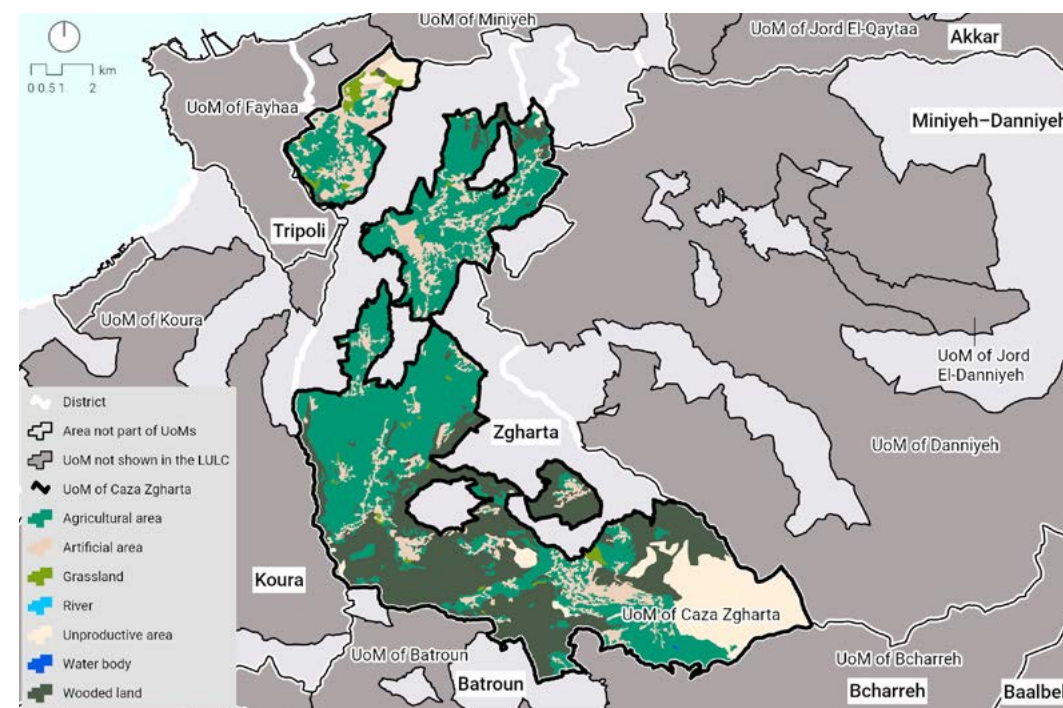 UoM of Miniyeh
UoM of Jord El-Qaytaa
Akkar
km
0 0.5 1 2
UoM of Fayhaa
Miniyeh–Danniyeh
Tripoli
UoM of Koura
UoM of Jord
El-Danniyeh
District
Area not part of UoMs
UoM not shown in the LULC
UoM of Caza Zgharta
Agricultural area
Artificial area
Grassland
River
Unproductive area
Water body
Wooded land
Zgharta
UoM of Danniyeh
Koura
UoM of Caza Zgharta
UoM of Batroun
Batroun
UoM of Bcharreh
Bcharreh
Baalbe